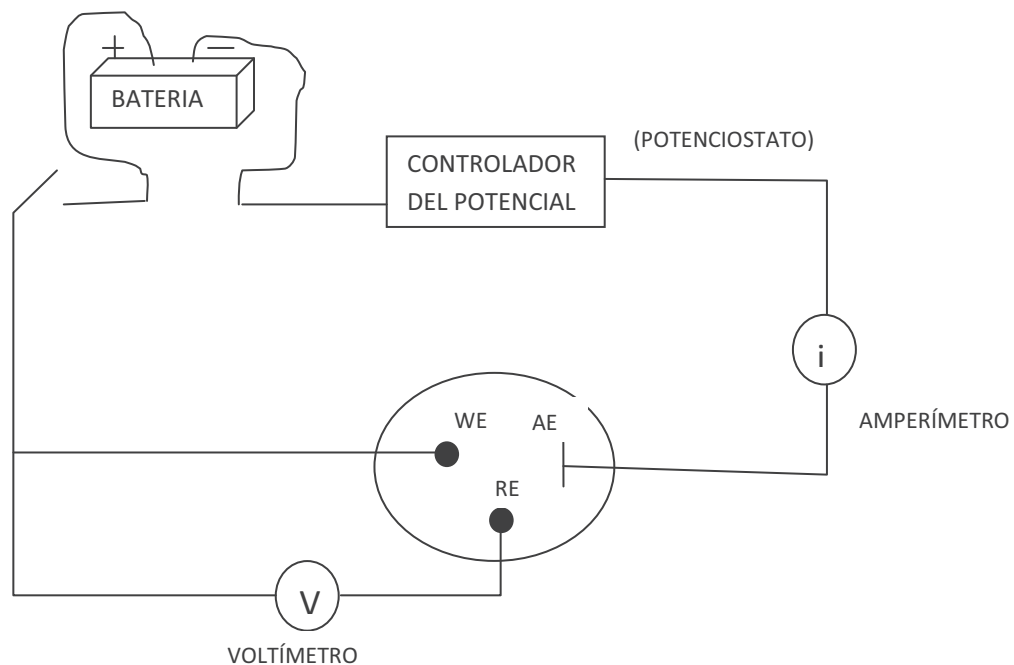 + −
BATERIA
(POTENCIOSTATO)
CONTROLADOR
DEL POTENCIAL
i
AMPERÍMETRO
WE AE
RE
V
VOLTÍMETRO